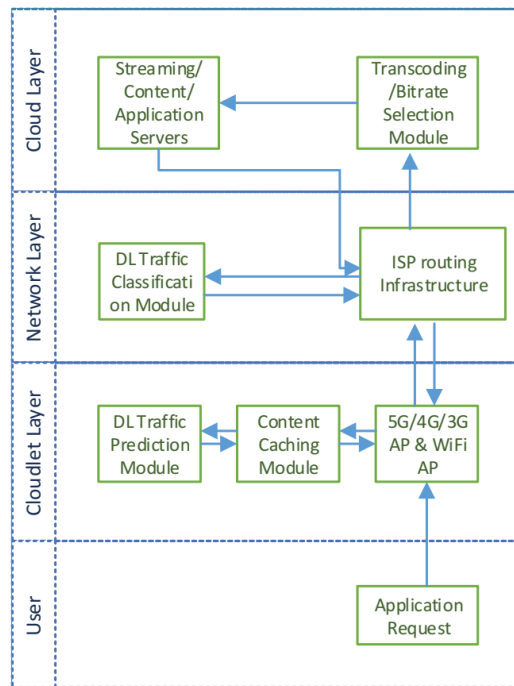 Cloud Layer
Streaming/
Content/
Application
Servers
Transcoding
/Bitrate
Selection
Module
Network Layer
DL Traffic
Classificati
on Module
ISP routing
Infrastructure
Cloudlet Layer
DL Traffic
Prediction
Module
Content
Caching
Module
5G/4G/3G
AP & WiFi
AP
User
Application
Request